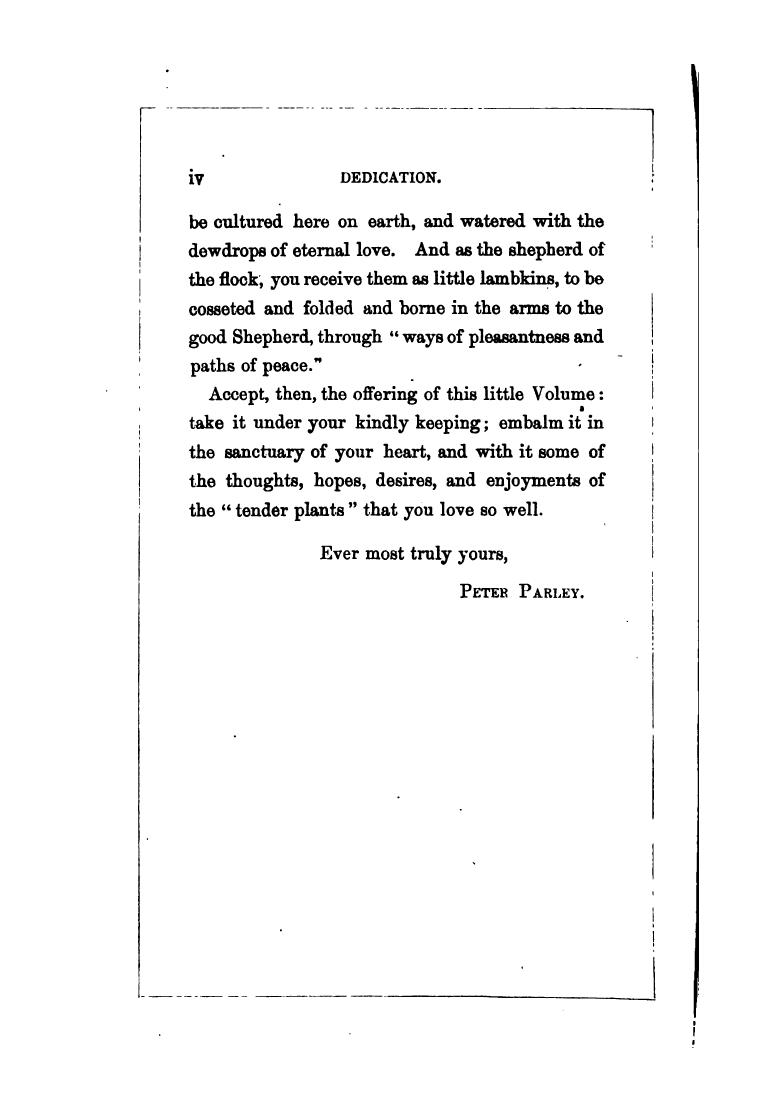 iv DEDICATION.
be cultured here on earth, and watered with the
dewdrops of eternal love. And as the shepherd of
the flock, you receive them as little lambkins, to be
cosseted and folded and borne in the arms to the
good Shepherd, through “ways of pleasantness and
paths of peace.”
Accept, then, the offering of this little Volume:
take it under your kindly keeping; embalm it in
the sanctuary of your heart, and with it some of
the thoughts, hopes, desires, and enjoyments of
the “tender plants” that you love so well.
Ever most truly yours,
PETER PARLEY.